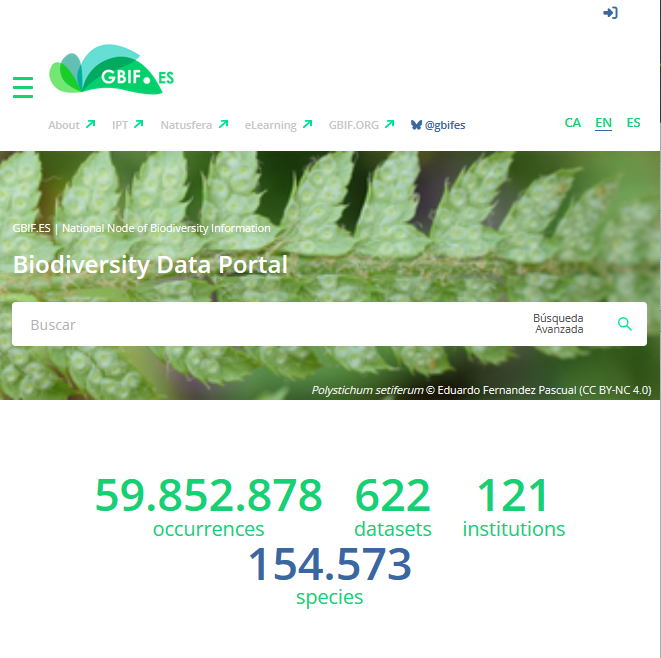 GBIF.ES
About IPT Natusfera eLearning GBIF.ORG @gbifes CA EN ES
GBIF.ES | National Node of Biodiversity Information
Biodiversity Data Portal
Buscar Búsqueda
Avanzada
Polystichum setiferum © Eduardo Fernandez Pascual (CC BY-NC 4.0)
59.852.878 622 121
occurrences datasets institutions
154.573
species